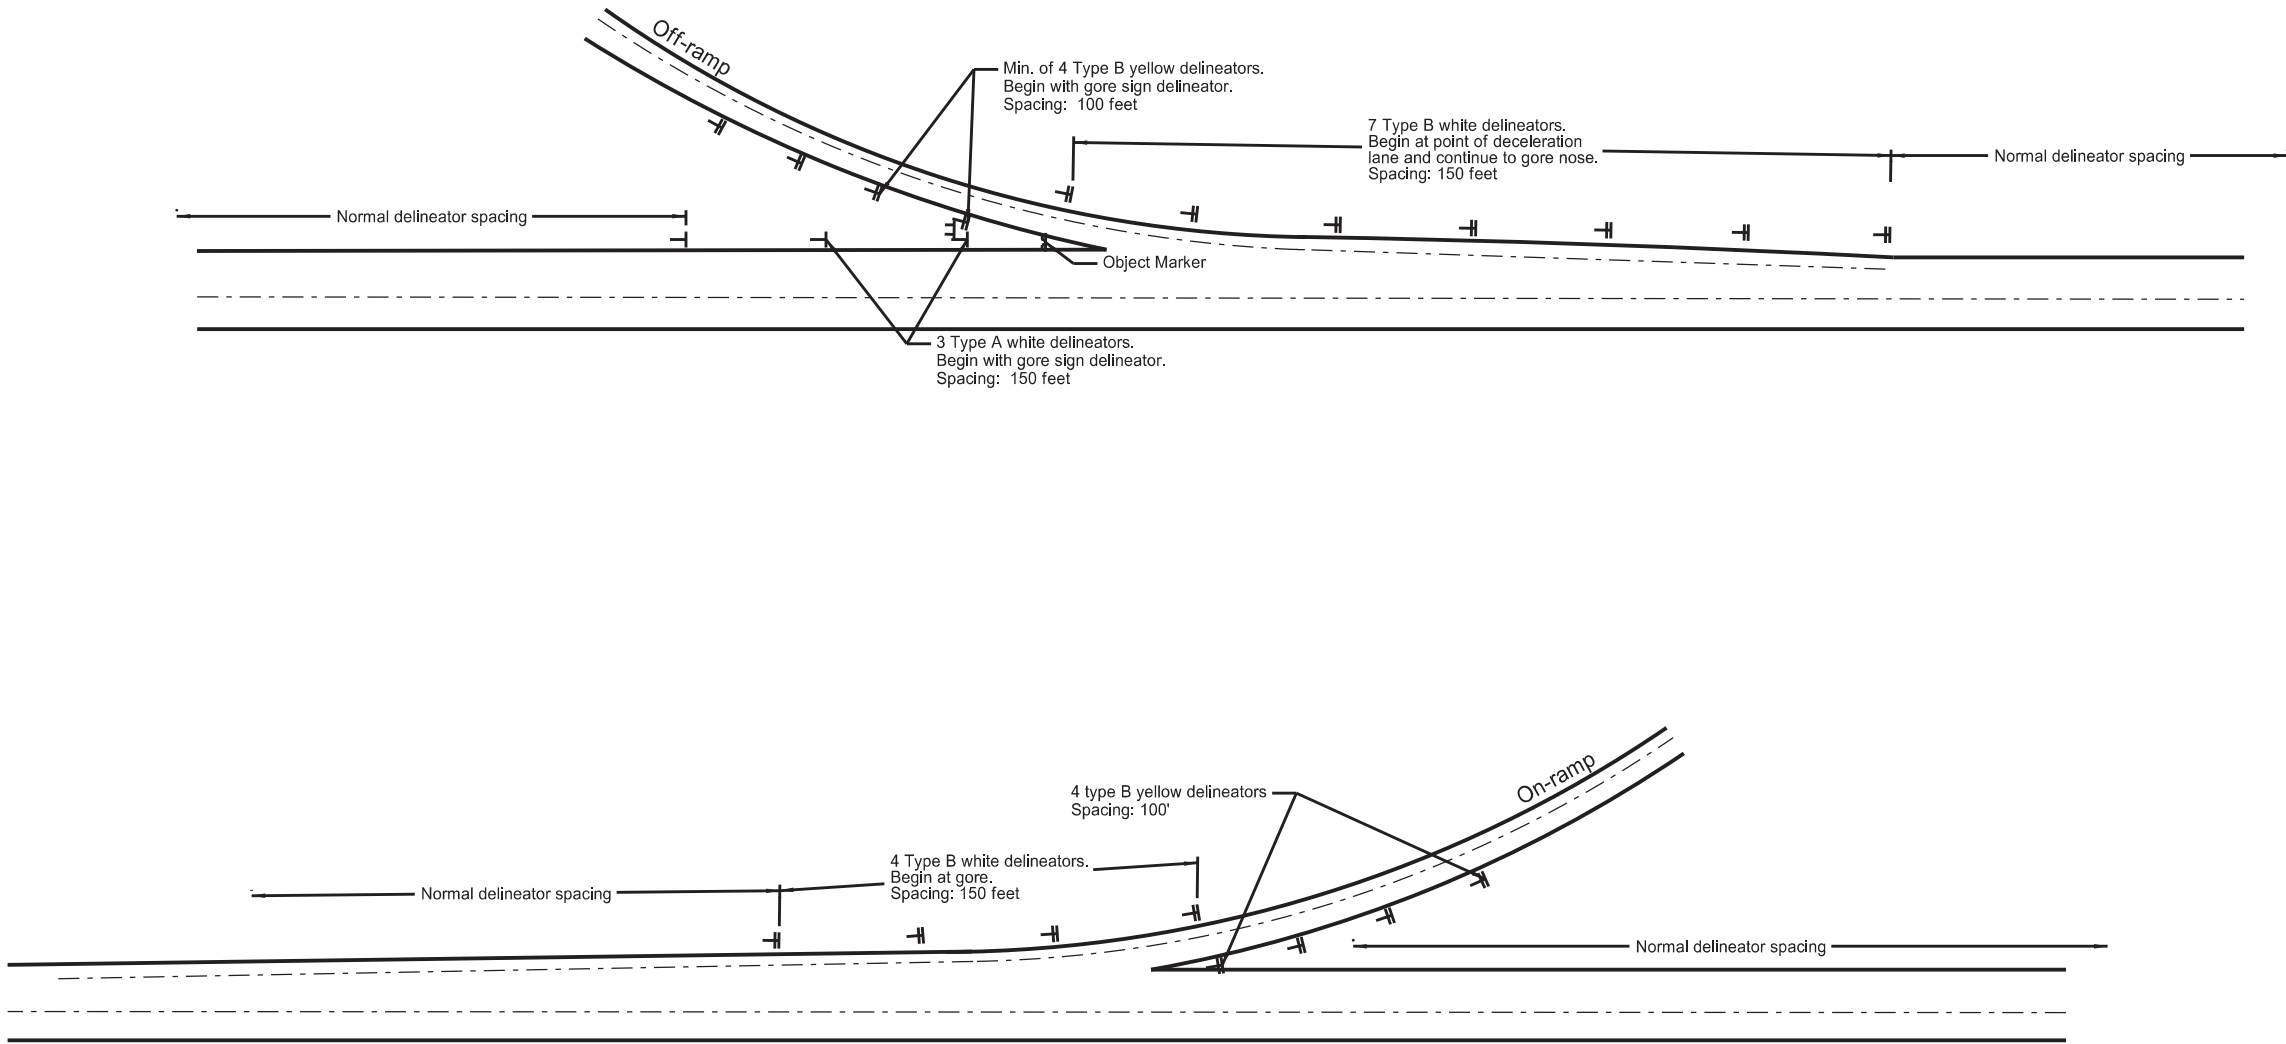 Off-ramp
Min. of 4 Type B yellow delineators.
Begin with gore sign delineator.
Spacing: 100 feet
7 Type B white delineators.
Begin at point of deceleration
lane and continue to gore nose.
Spacing: 150 feet
Normal delineator spacing
Normal delineator spacing
Object Marker
3 Type A white delineators.
Begin with gore sign delineator.
Spacing: 150 feet
On-ramp
4 type B yellow delineators
Spacing: 100'
4 Type B white delineators.
Begin at gore.
Spacing: 150 feet
Normal delineator spacing
Normal delineator spacing